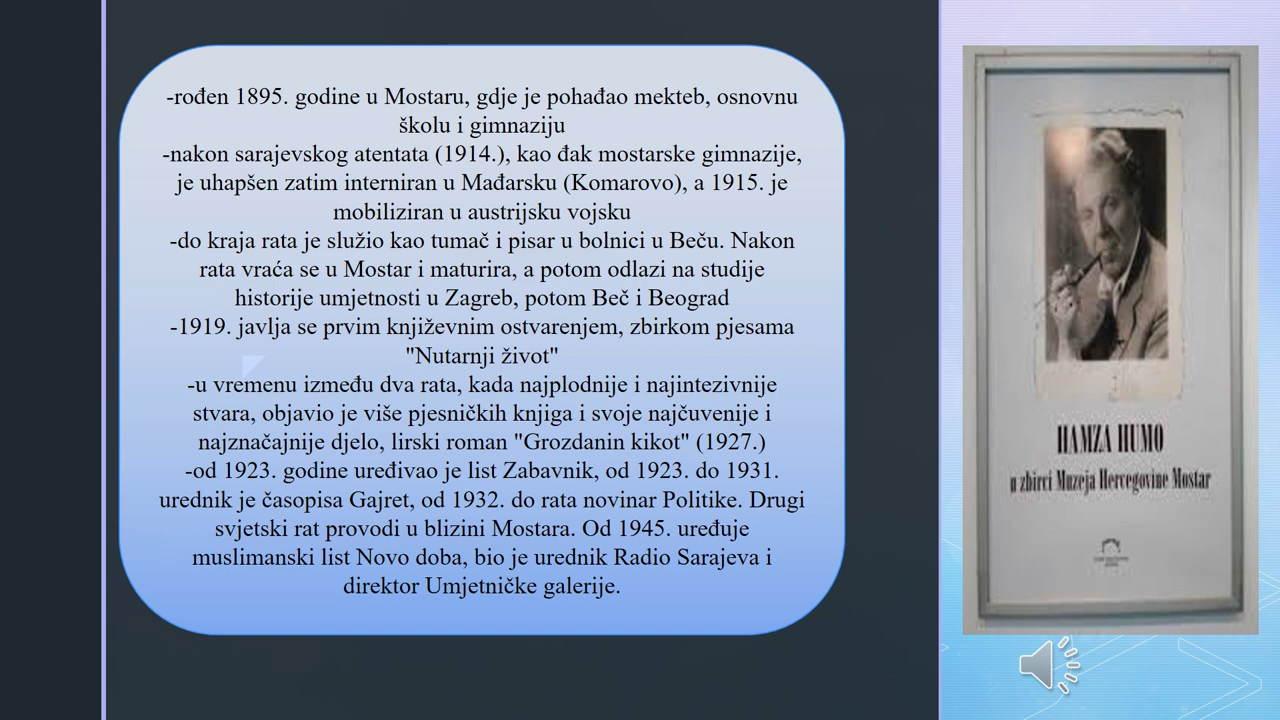 -rođen 1895. godine u Mostaru, gdje je pohađao mekteb, osnovnu
školu i gimnaziju
-nakon sarajevskog atentata (1914.), kao đak mostarske gimnazije,
je uhapšen zatim interniran u Mađarsku (Komarovo), a 1915. je
mobiliziran u austrijsku vojsku
-do kraja rata je služio kao tumač i pisar u bolnici u Beču. Nakon
rata vraća se u Mostar i maturira, a potom odlazi na studije
historije umjetnosti u Zagreb, potom Beč i Beograd
-1919. javlja se prvim književnim ostvarenjem, zbirkom pjesama
"Nutarnji život"
-u vremenu između dva rata, kada najplodnije i najintezivnije
stvara, objavio je više pjesničkih knjiga i svoje najčuvenije i
najznačajnije djelo, lirski roman "Grozdanin kikot" (1927.)
-od 1923. godine uređivao je list Zabavnik, od 1923. do 1931.
urednik je časopisa Gajret, od 1932. do rata novinar Politike. Drugi
svjetski rat provodi u blizini Mostara. Od 1945. uređuje
muslimanski list Novo doba, bio je urednik Radio Sarajeva i
direktor Umjetničke galerije.
HAMZA HUMO
u zbirci Muzeja Hercegovine Mostar